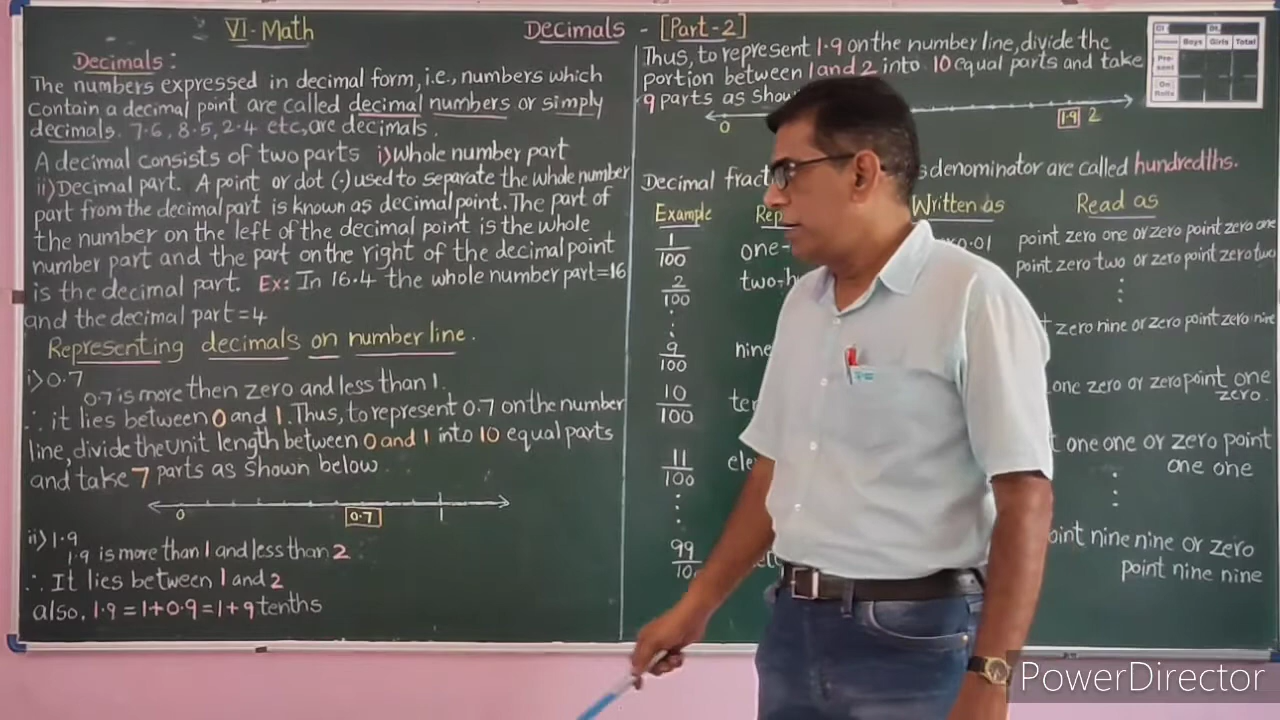 VI-Math
Decimals - [Part-2]
Decimals:
The numbers expressed in decimal form, i.e., numbers which
contain a decimal point are called decimal numbers or simply
decimals. 7.6, 8.5, 2.4 etc, are decimals.
A decimal consists of two parts i) Whole number part
ii) Decimal part. A point or dot (.) used to separate the whole number
part from the decimal part is known as decimal point. The part of
the number on the left of the decimal point is the whole
number part and the part on the right of the decimal point
is the decimal part. Ex: In 16.4 the whole number part=16
and the decimal part=4
Representing decimals on number line.
i) 0.7
0.7 is more then zero and less than 1.
∴ it lies between 0 and 1. Thus, to represent 0.7 on the number
line, divide the unit length between 0 and 1 into 10 equal parts
and take 7 parts as shown below
0 0.7 1
ii) 1.9
1.9 is more than 1 and less than 2
∴ It lies between 1 and 2
also, 1.9 = 1+0.9 = 1+9 tenths
Thus, to represent 1.9 on the number line, divide the
portion between 1 and 2 into 10 equal parts and take
9 parts as
0 1.9 2
Decimal denominator are called hundredths.
Example Written as Read as
1/100 one- 0.01 point zero one or zero point zero one
2/100 two-h point zero two or zero point zero two
9/100 nine zero nine or zero point zero nine
10/100 one zero or zero point one
zero.
11/100 one one or zero point
one one
99/10 nine nine or zero
point nine nine
Boys Girls Total
Pre-
sent
On
Rolls
PowerDirector